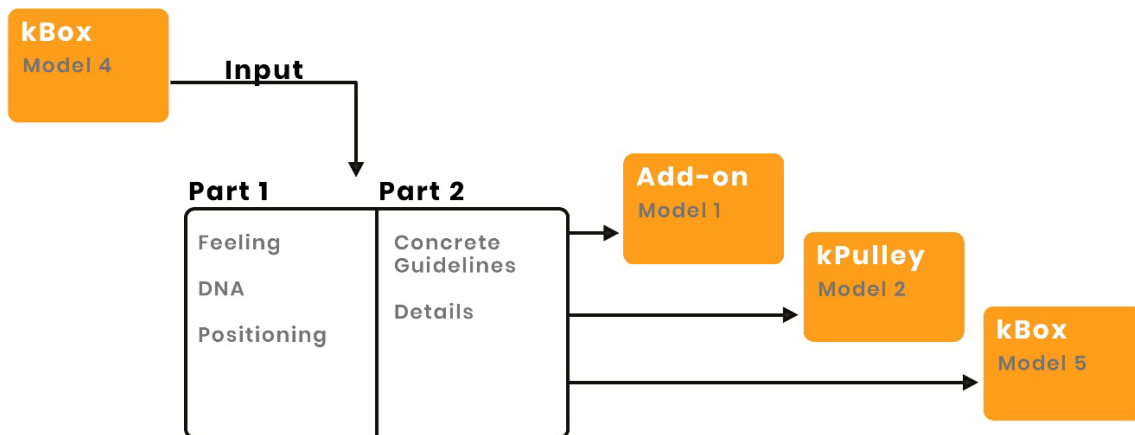 kBox
Model 4
Input
Part 1
Part 2
Feeling
DNA
Positioning
Concrete
Guidelines
Details
Add-on
Model 1
kPulley
Model 2
kBox
Model 5